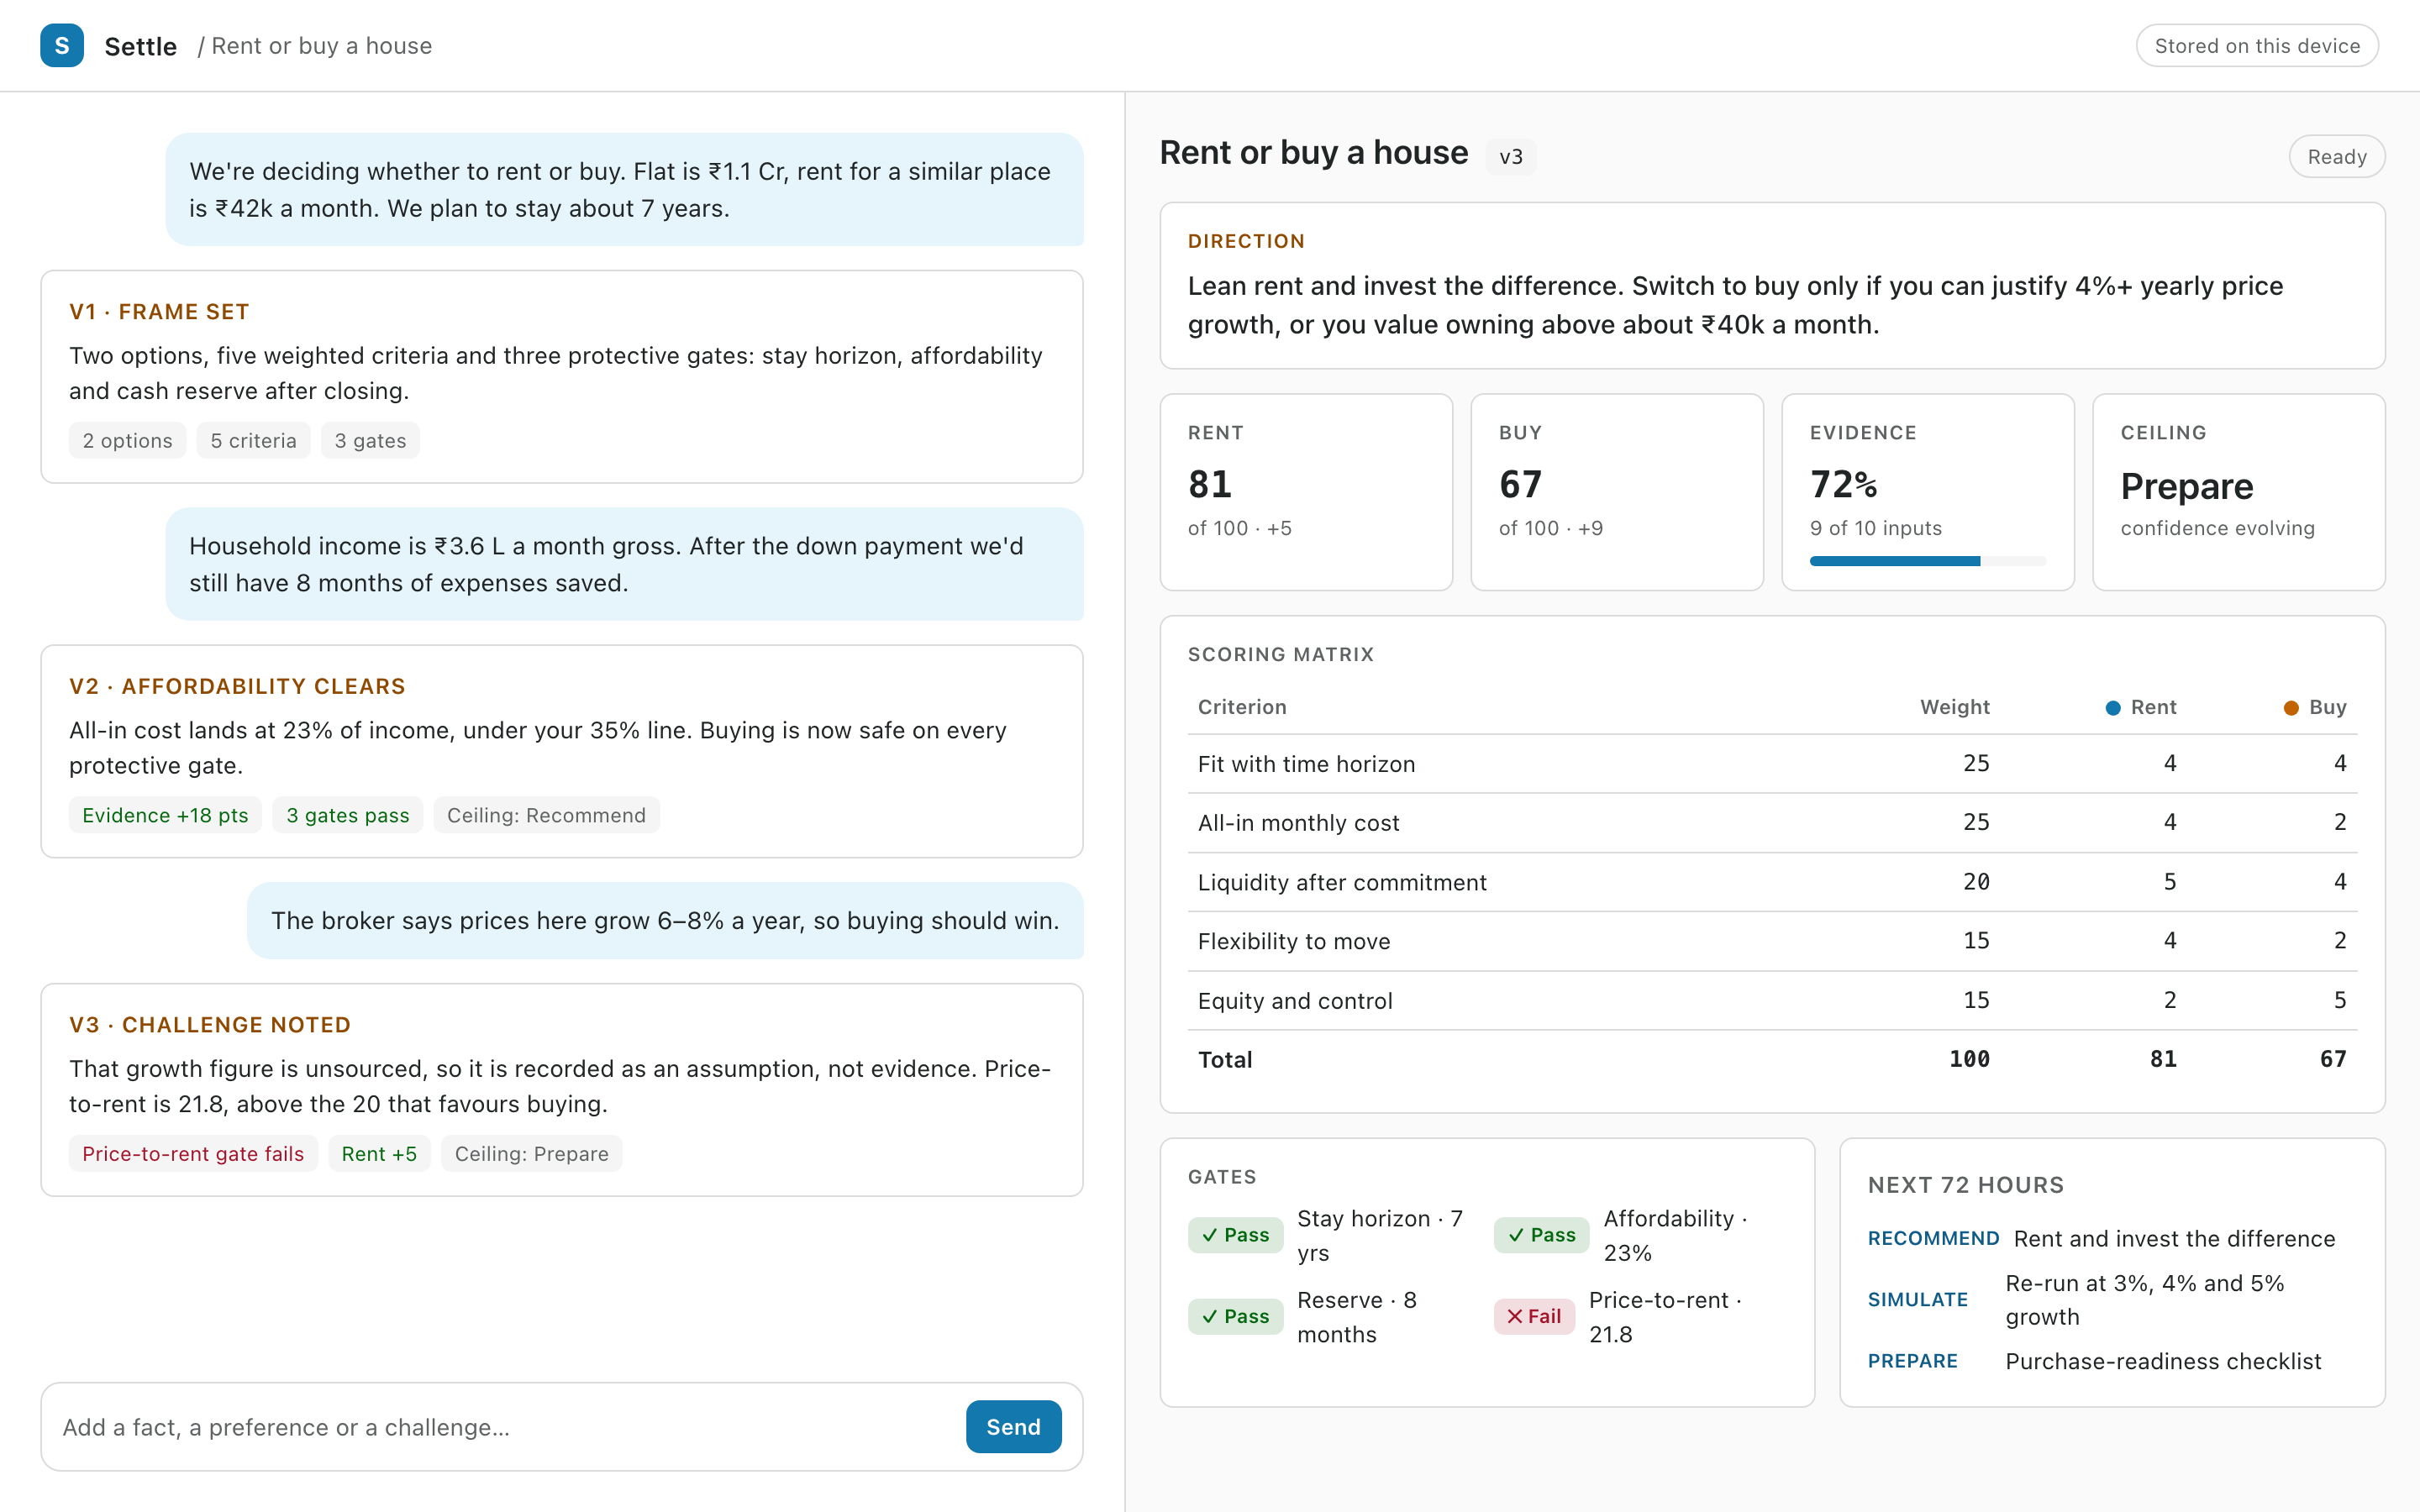 S Settle / Rent or buy a house
Stored on this device
We're deciding whether to rent or buy. Flat is ₹1.1 Cr, rent for a similar place
is ₹42k a month. We plan to stay about 7 years.
V1 · FRAME SET
Two options, five weighted criteria and three protective gates: stay horizon, affordability
and cash reserve after closing.
2 options 5 criteria 3 gates
Household income is ₹3.6 L a month gross. After the down payment we'd
still have 8 months of expenses saved.
V2 · AFFORDABILITY CLEARS
All-in cost lands at 23% of income, under your 35% line. Buying is now safe on every
protective gate.
Evidence +18 pts 3 gates pass Ceiling: Recommend
The broker says prices here grow 6–8% a year, so buying should win.
V3 · CHALLENGE NOTED
That growth figure is unsourced, so it is recorded as an assumption, not evidence. Price-
to-rent is 21.8, above the 20 that favours buying.
Price-to-rent gate fails Rent +5 Ceiling: Prepare
Add a fact, a preference or a challenge...
Send
Rent or buy a house v3
Ready
DIRECTION
Lean rent and invest the difference. Switch to buy only if you can justify 4%+ yearly price
growth, or you value owning above about ₹40k a month.
RENT
81
of 100 · +5
BUY
67
of 100 · +9
EVIDENCE
72%
9 of 10 inputs
CEILING
Prepare
confidence evolving
SCORING MATRIX
Criterion Weight Rent Buy
Fit with time horizon 25 4 4
All-in monthly cost 25 4 2
Liquidity after commitment 20 5 4
Flexibility to move 15 4 2
Equity and control 15 2 5
Total 100 81 67
GATES
✓ Pass Stay horizon · 7
yrs
✓ Pass Affordability ·
23%
✓ Pass Reserve · 8
months
✕ Fail Price-to-rent ·
21.8
NEXT 72 HOURS
RECOMMEND Rent and invest the difference
SIMULATE Re-run at 3%, 4% and 5%
growth
PREPARE Purchase-readiness checklist